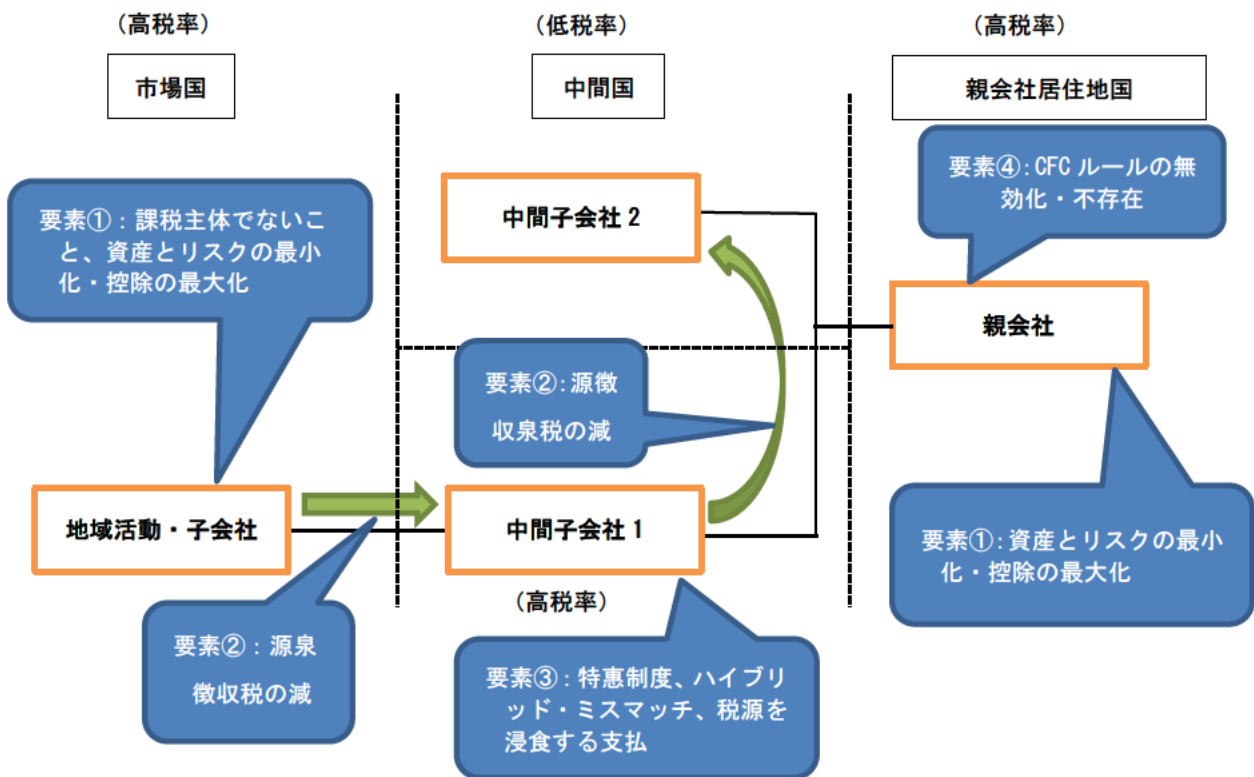 （高税率）
（低税率）
（高税率）
市場国
中間国
親会社居住地国
要素④：CFC ルールの無
効化・不存在
要素①：課税主体でないこ
と、資産とリスクの最小
化・控除の最大化
中間子会社 2
親会社
要素②：源徴
収泉税の減
地域活動・子会社
中間子会社 1
要素①：資産とリスクの最小
化・控除の最大化
（高税率）
要素②：源泉
徴収税の減
要素③：特恵制度、ハイブリ
ッド・ミスマッチ、税源を
浸食する支払